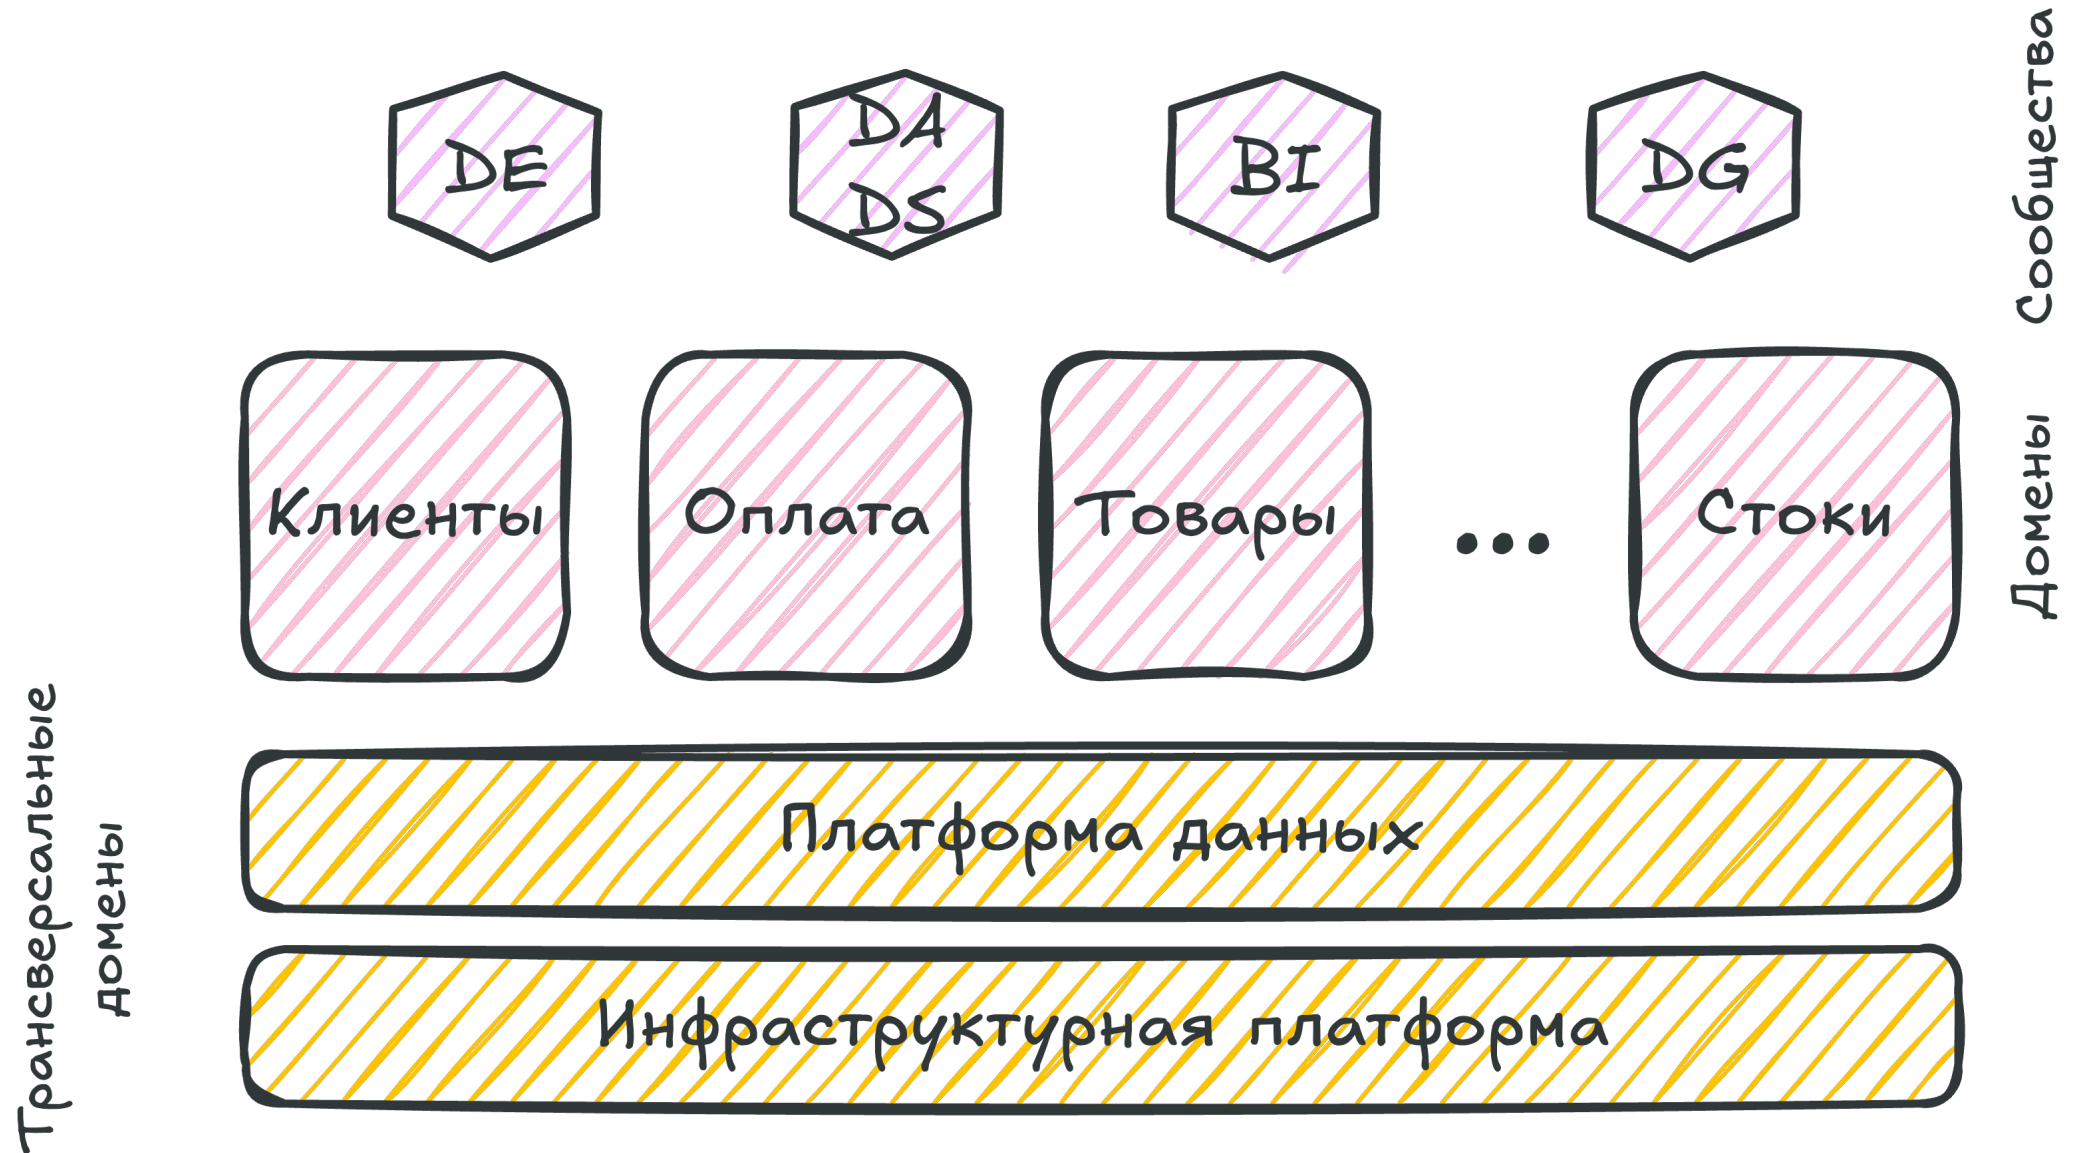 DE
DA
DS
BI
DG
Сообщества
Клиенты
Оплата
Товары
...
Стоки
Домены
Трансверсальные
домены
Платформа данных
Инфраструктурная платформа